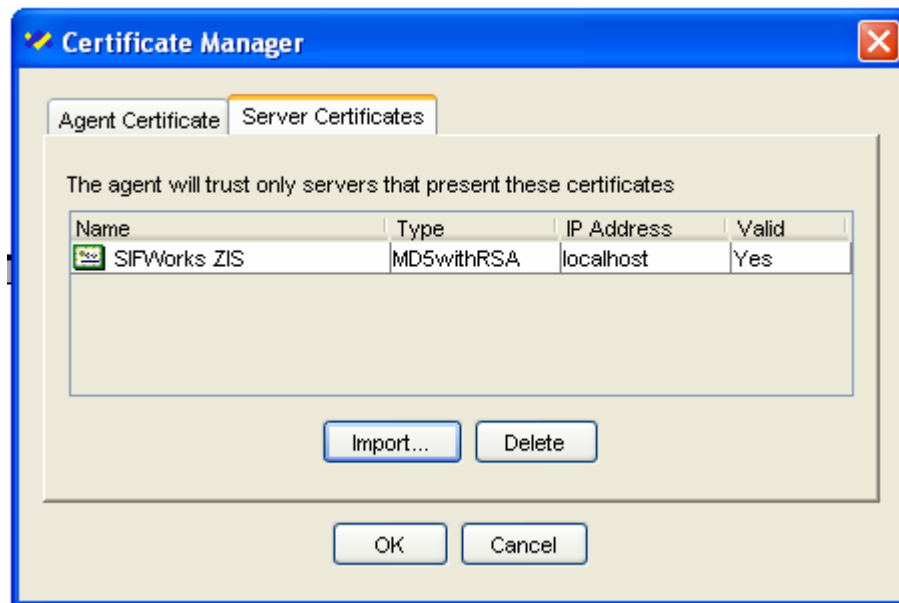 Certificate Manager
Agent Certificate Server Certificates
The agent will trust only servers that present these certificates
Name Type IP Address Valid
SIFWorks ZIS MD5withRSA localhost Yes
Import... Delete
OK Cancel